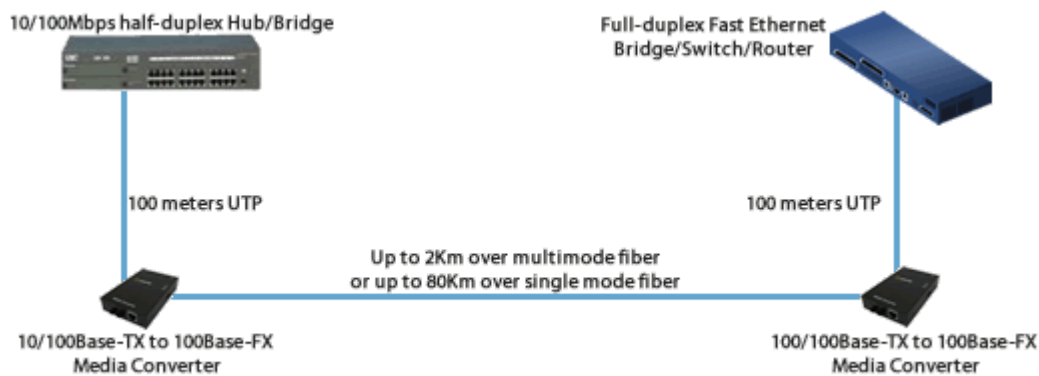 10/100Mbps half-duplex Hub/Bridge
Full-duplex Fast Ethernet
Bridge/Switch/Router
100 meters UTP
100 meters UTP
Up to 2Km over multimode fiber
or up to 80Km over single mode fiber
10/100Base-TX to 100Base-FX
Media Converter
100/100Base-TX to 100Base-FX
Media Converter